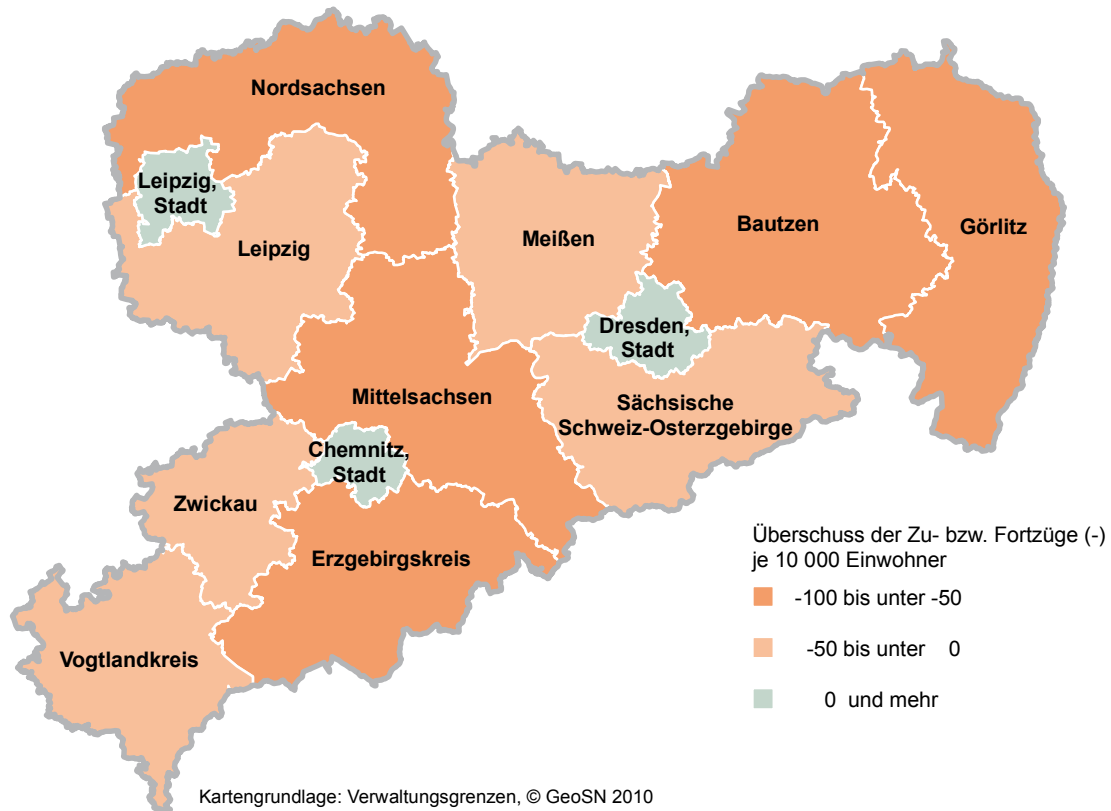 Nordsachsen
Leipzig,
Stadt
Leipzig
Meißen
Bautzen
Görlitz
Dresden,
Stadt
Mittelsachsen
Sächsische
Schweiz-Osterzgebirge
Chemnitz,
Stadt
Zwickau
Erzgebirgskreis
Vogtlandkreis
Überschuss der Zu- bzw. Fortzüge (-)
je 10 000 Einwohner
-100 bis unter -50
-50 bis unter 0
0 und mehr
Kartengrundlage: Verwaltungsgrenzen, © GeoSN 2010